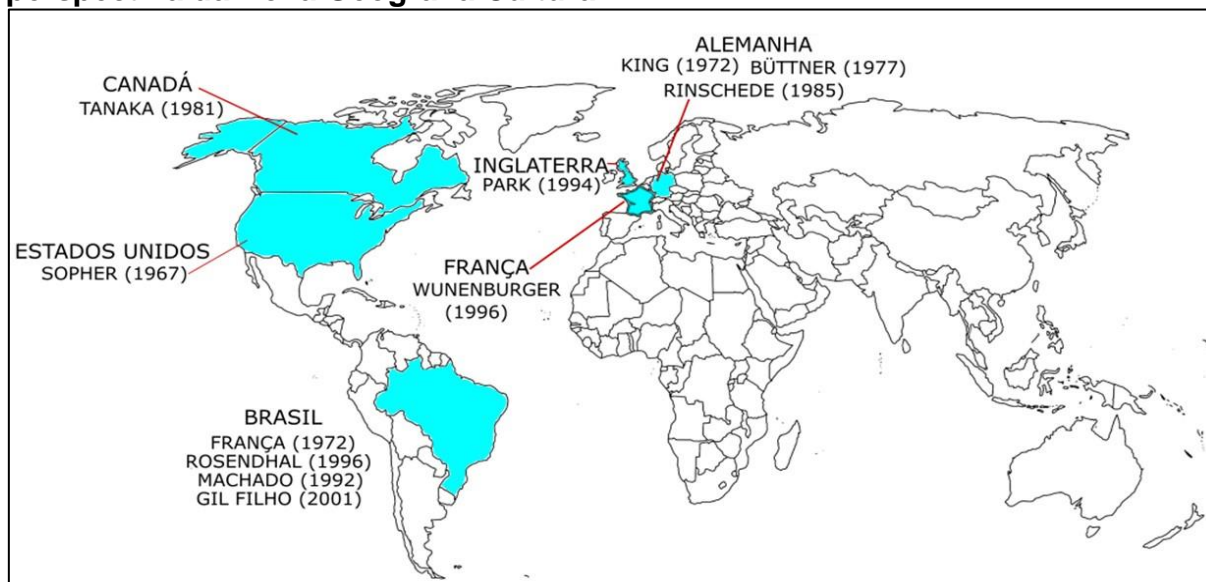 perspectiva da Nova Geografia Cultural
ALEMANHA
KING (1972) BÜTTNER (1977)
RINSCHEDE (1985)
CANADÁ
TANAKA (1981)
INGLATERRA
PARK (1994)
ESTADOS UNIDOS
SOPHER (1967)
FRANÇA
WUNENBURGER
(1996)
BRASIL
FRANÇA (1972)
ROSENDHAL (1996)
MACHADO (1992)
GIL FILHO (2001)